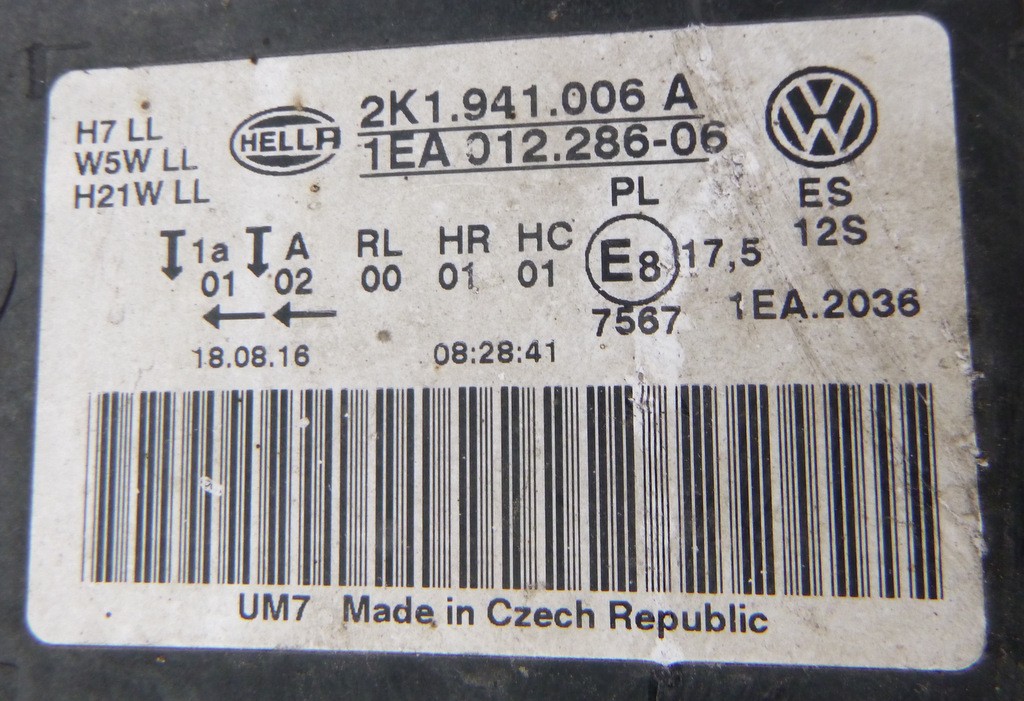 H7 LL
W5W LL
H21W LL
HELLA
2K1.941.006 A
1EA 012.286-06
PL
ES
12S
1a A RL HR HC E8 17,5
01 02 00 01 01
7567 1EA.2036
18.08.16 08:28:41
UM7 Made in Czech Republic